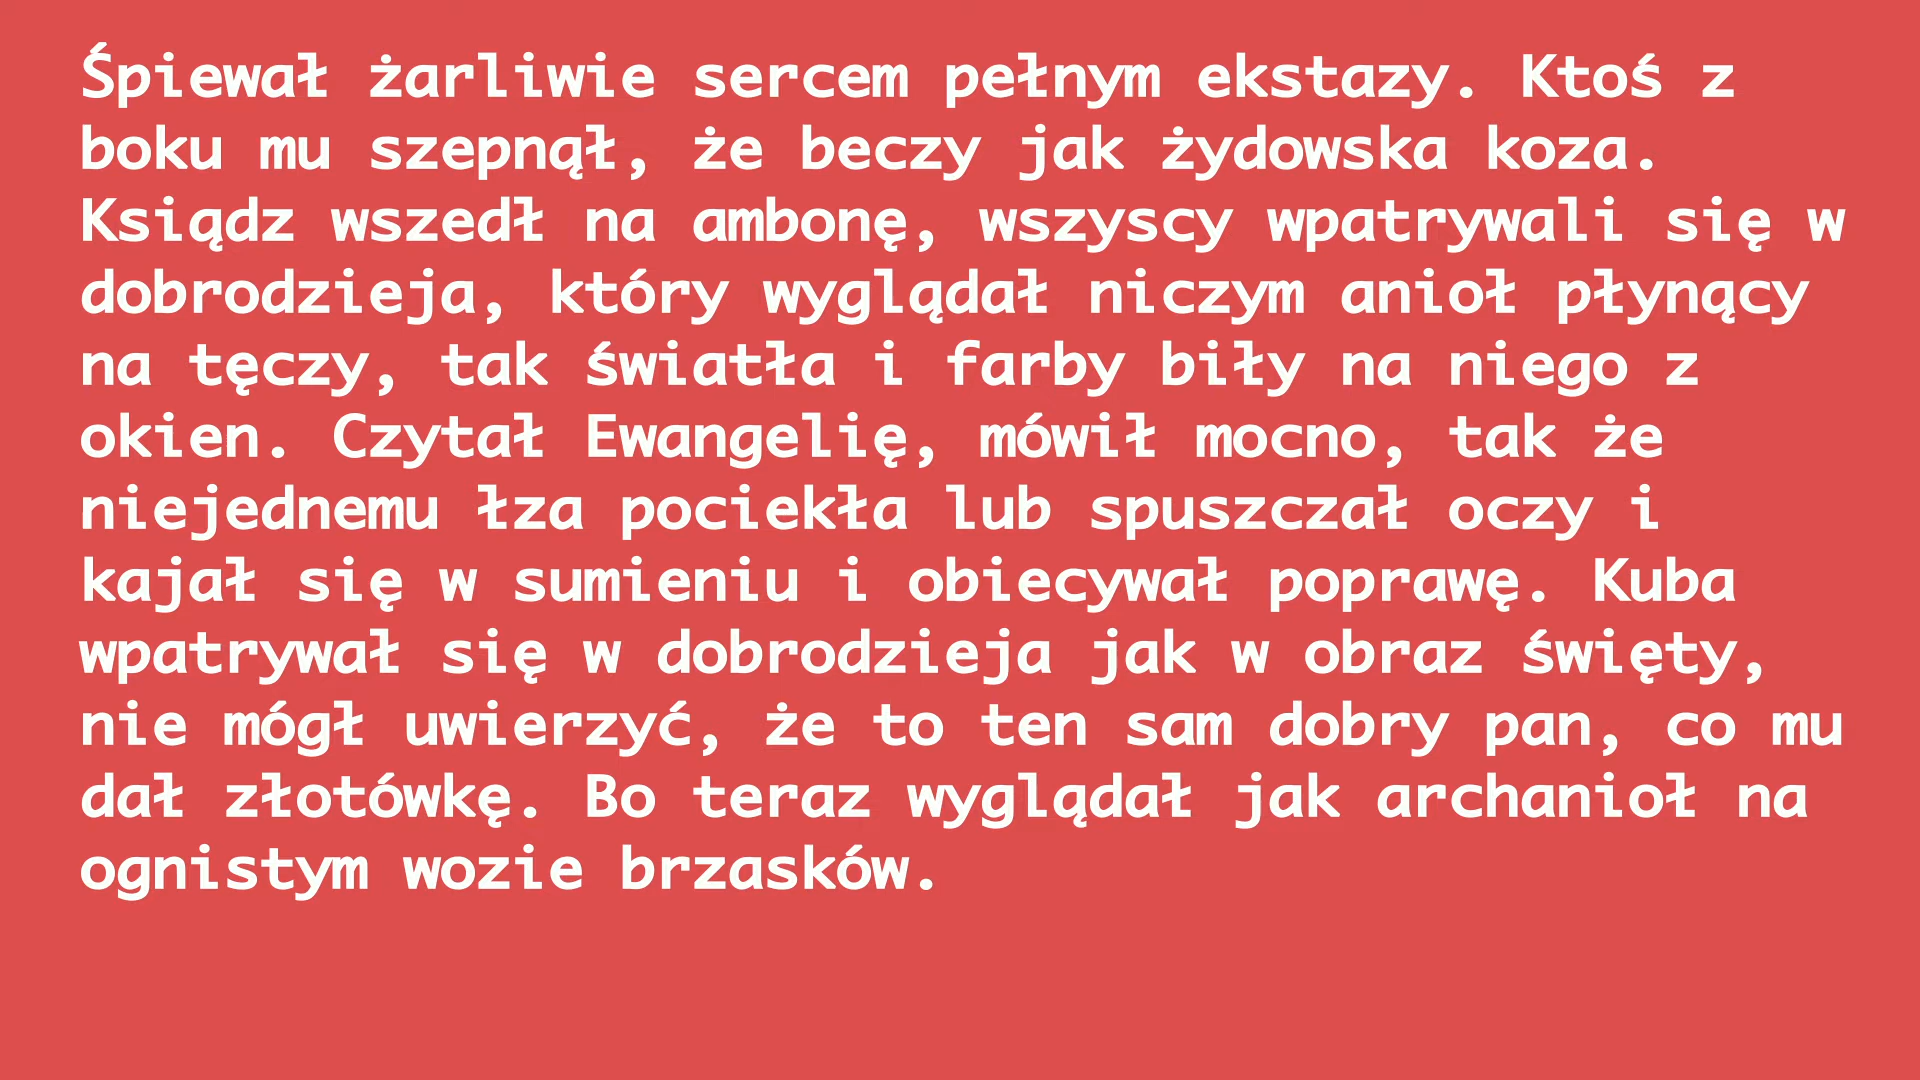 Śpiewał żarliwie sercem pełnym ekstazy. Ktoś z
boku mu szepnął, że beczy jak żydowska koza.
Ksiądz wszedł na ambonę, wszyscy wpatrywali się w
dobrodzieja, który wyglądał niczym anioł płynący
na tęczy, tak światła i farby biły na niego z
okien. Czytał Ewangelię, mówił mocno, tak że
niejednemu łza pociekła lub spuszczał oczy i
kajał się w sumieniu i obiecywał poprawę. Kuba
wpatrywał się w dobrodzieja jak w obraz święty,
nie mógł uwierzyć, że to ten sam dobry pan, co mu
dał złotówkę. Bo teraz wyglądał jak archanioł na
ognistym wozie brzasków.